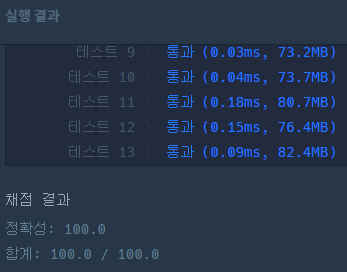 실행 결과
테스트 9 〉 통과 (0.03ms, 73.2MB)
테스트 10 〉 통과 (0.04ms, 73.7MB)
테스트 11 〉 통과 (0.18ms, 80.7MB)
테스트 12 〉 통과 (0.15ms, 76.4MB)
테스트 13 〉 통과 (0.09ms, 82.4MB)
채점 결과
정확성: 100.0
합계: 100.0 / 100.0